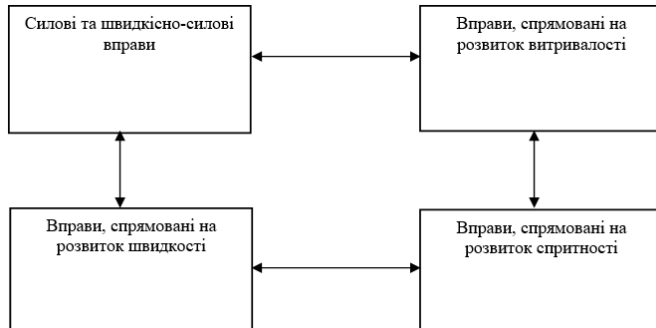 Силові та швидкісно-силові
вправи
Вправи, спрямовані на
розвиток витривалості
Вправи, спрямовані на
розвиток швидкості
Вправи, спрямовані на
розвиток спритності